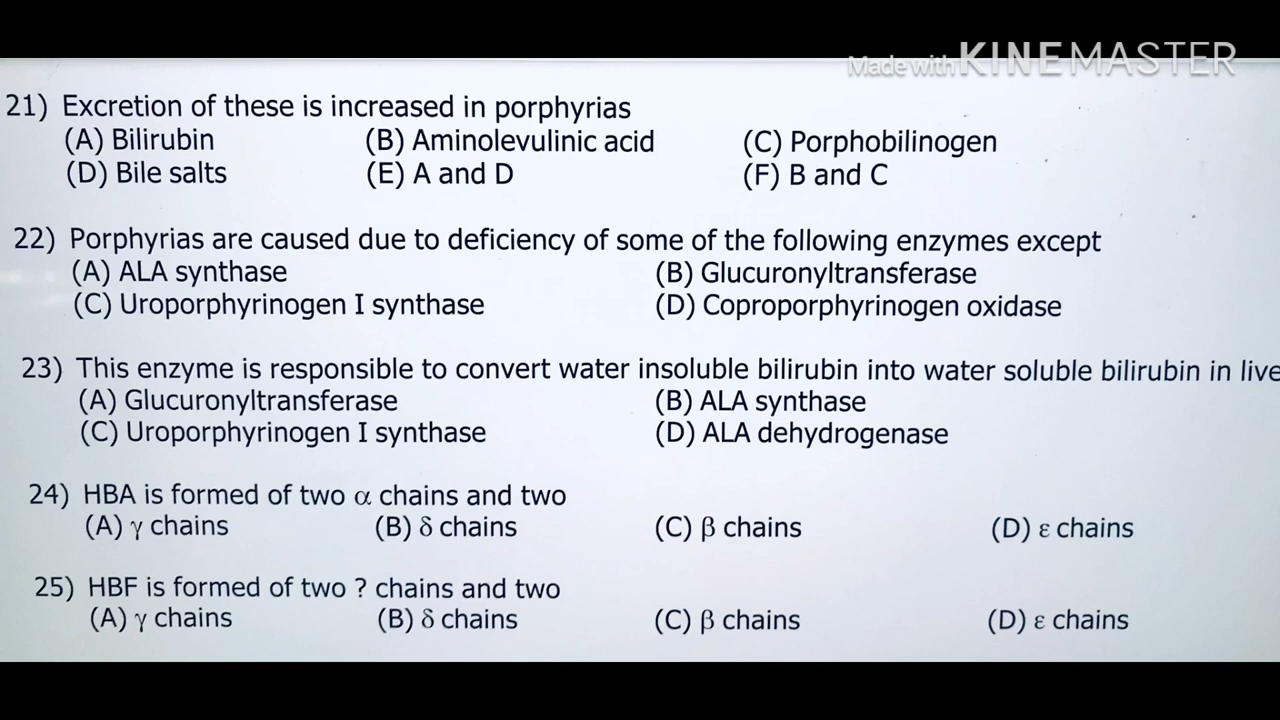 Made with KINEMASTER
21) Excretion of these is increased in porphyrias
(A) Bilirubin (B) Aminolevulinic acid (C) Porphobilinogen
(D) Bile salts (E) A and D (F) B and C
22) Porphyrias are caused due to deficiency of some of the following enzymes except
(A) ALA synthase (B) Glucuronyltransferase
(C) Uroporphyrinogen I synthase (D) Coproporphyrinogen oxidase
23) This enzyme is responsible to convert water insoluble bilirubin into water soluble bilirubin in live
(A) Glucuronyltransferase (B) ALA synthase
(C) Uroporphyrinogen I synthase (D) ALA dehydrogenase
24) HBA is formed of two α chains and two
(A) γ chains (B) δ chains (C) β chains (D) ε chains
25) HBF is formed of two ? chains and two
(A) γ chains (B) δ chains (C) β chains (D) ε chains